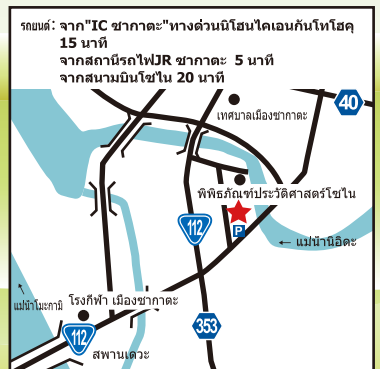 รถยนต์: จาก"IC ซากาตะ"ทางด่วนนิโฮนไคเอนกันโทโฮคุ
15 นาที
จากสถานีรถไฟJR ซากาตะ 5 นาที
จากสนามบินโชไน 20 นาที
40
เทศบาลเมืองซากาตะ
พิพิธภัณฑ์ประวัติศาสตร์โชไน
112
P
← แม่น้ำนิอิดะ
แม่น้ำโมะกามิ
โรงกีฬา เมืองซากาตะ
353
112
สพานเดวะ